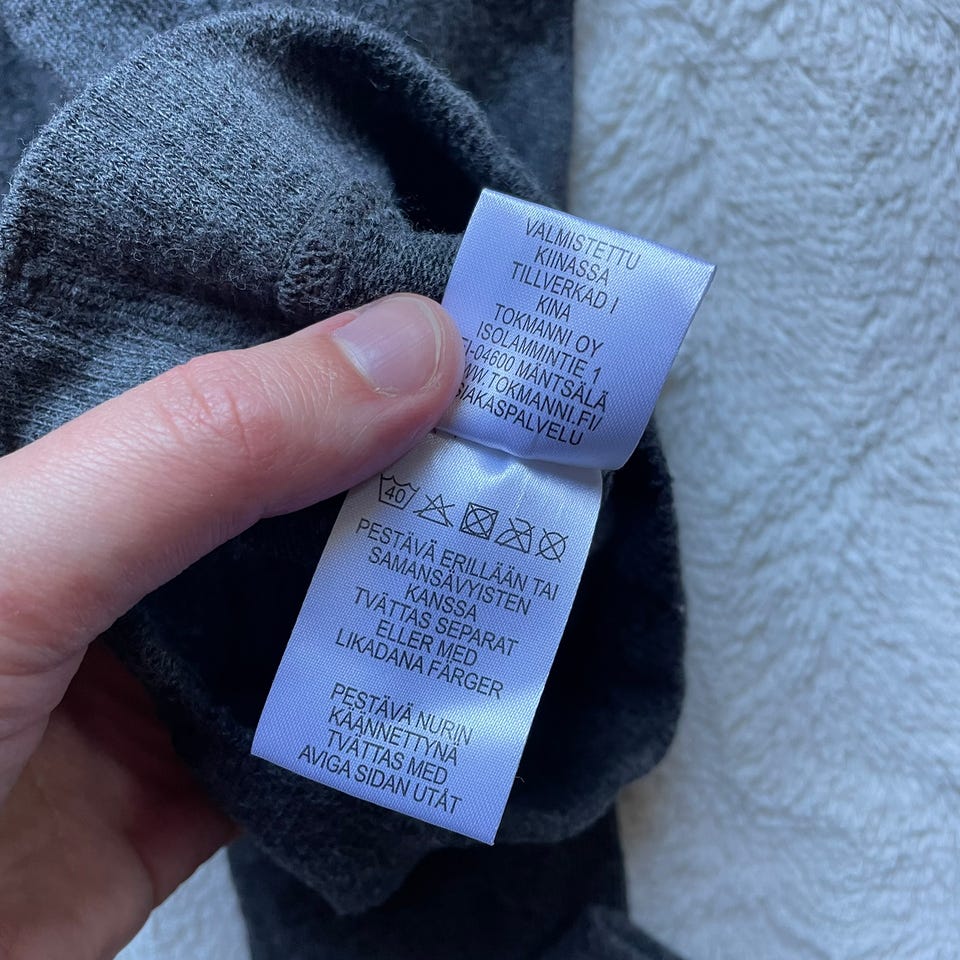 VALMISTETTU
KIINASSA
TILLVERKAD I
KINA
TOKMANNI OY
ISOLAMMINTIE 1
FI-04600 MÄNTSÄLÄ
WWW.TOKMANNI.FI/
ASIAKASPALVELU
40
PESTÄVÄ ERILLÄÄN TAI
SAMANSÄVYISTEN
KANSSA
TVÄTTAS SEPARAT
ELLER MED
LIKADANA FÄRGER
PESTÄVÄ NURIN
KÄÄNNETTYNÄ
TVÄTTAS MED
AVIGA SIDAN UTÅT